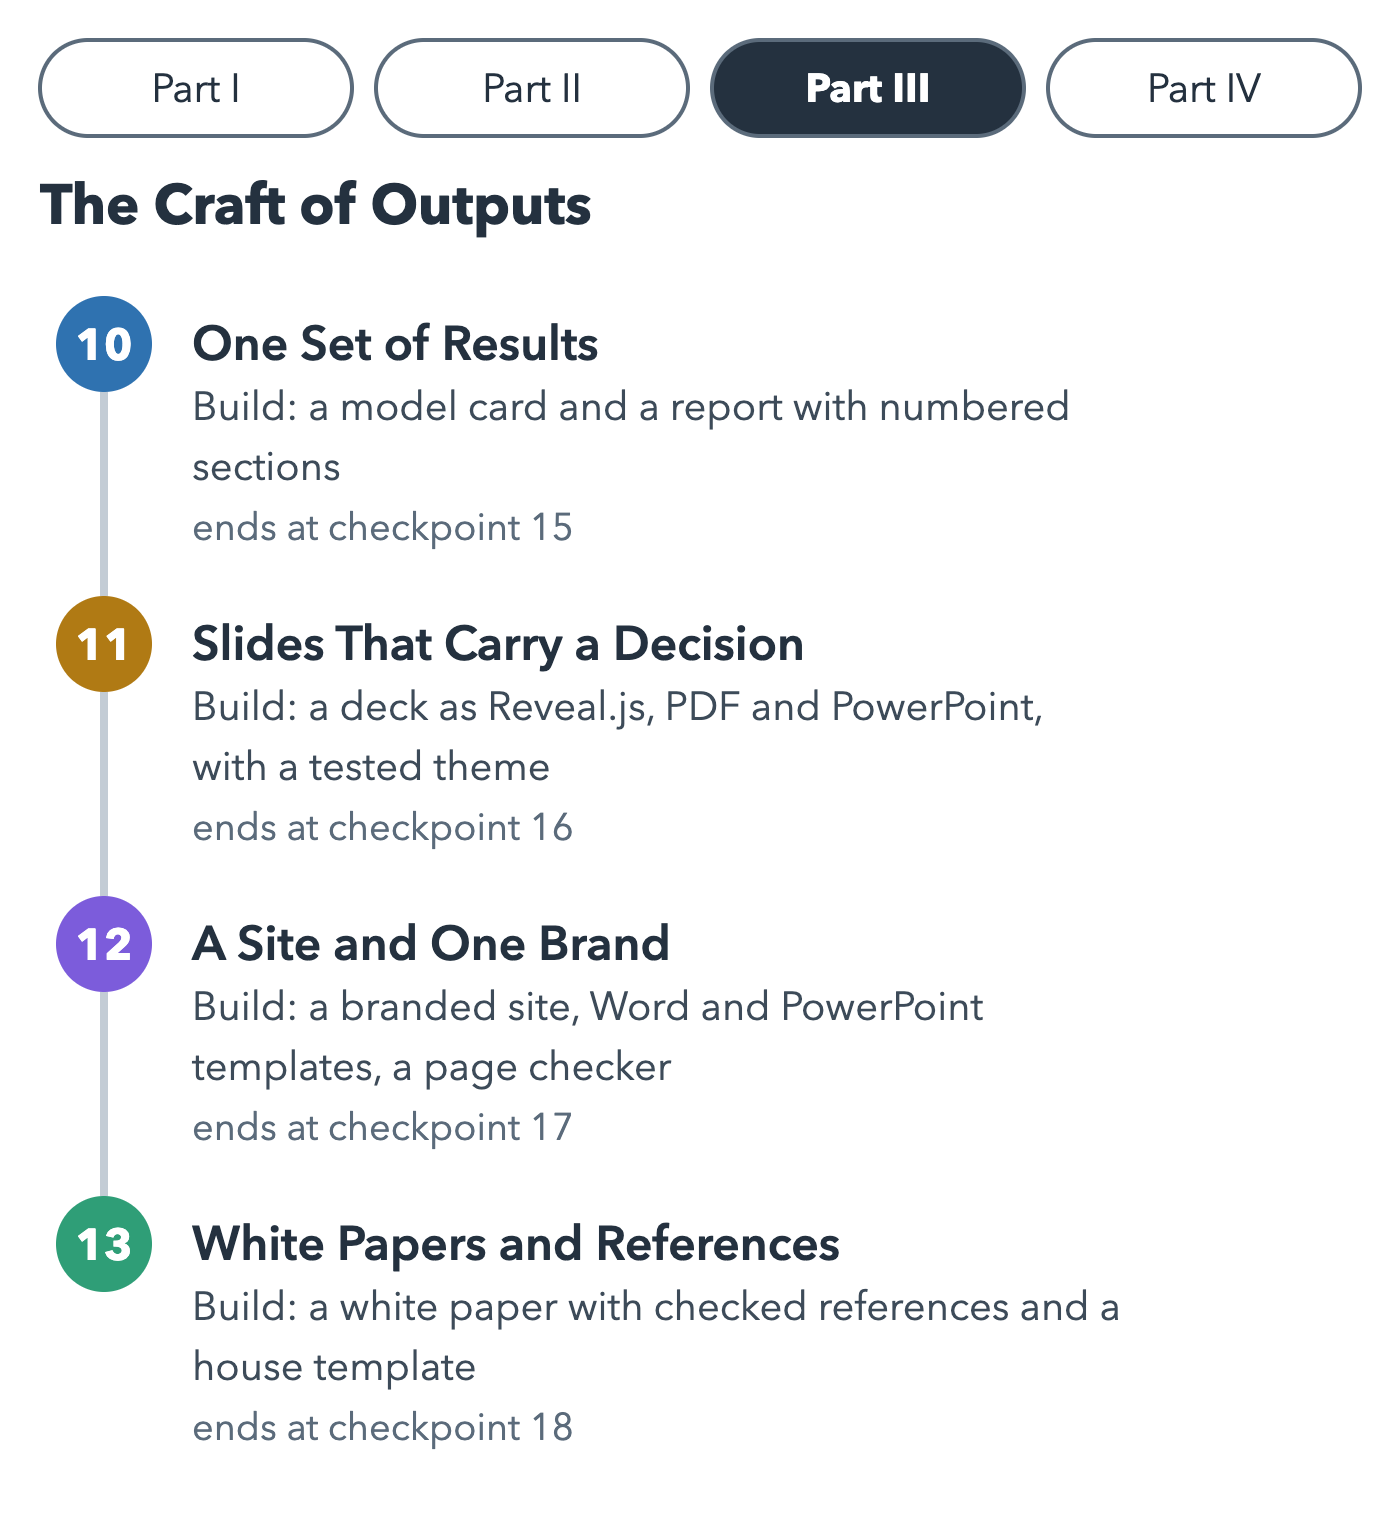 Part I
Part II
Part III
Part IV
The Craft of Outputs
10
One Set of Results
Build: a model card and a report with numbered
sections
ends at checkpoint 15
11
Slides That Carry a Decision
Build: a deck as Reveal.js, PDF and PowerPoint,
with a tested theme
ends at checkpoint 16
12
A Site and One Brand
Build: a branded site, Word and PowerPoint
templates, a page checker
ends at checkpoint 17
13
White Papers and References
Build: a white paper with checked references and a
house template
ends at checkpoint 18